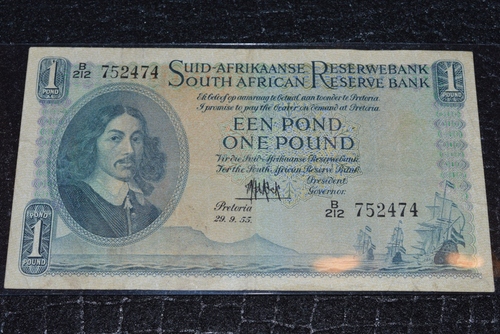 1
POND
B/212 752474
SUID-AFRIKAANSE RESERWEBANK
SOUTH AFRICAN RESERVE BANK
1
POND
Ek beloof op aanvraag te betaal aan toonder te Pretoria
I promise to pay the bearer on demand at Pretoria
EEN POND
ONE POUND
Vir die Suid-Afrikaanse Reserwebank
For the South African Reserve Bank
President
Governor.
Pretoria
29.9.55.
B/212 752474
POND
1
POUND